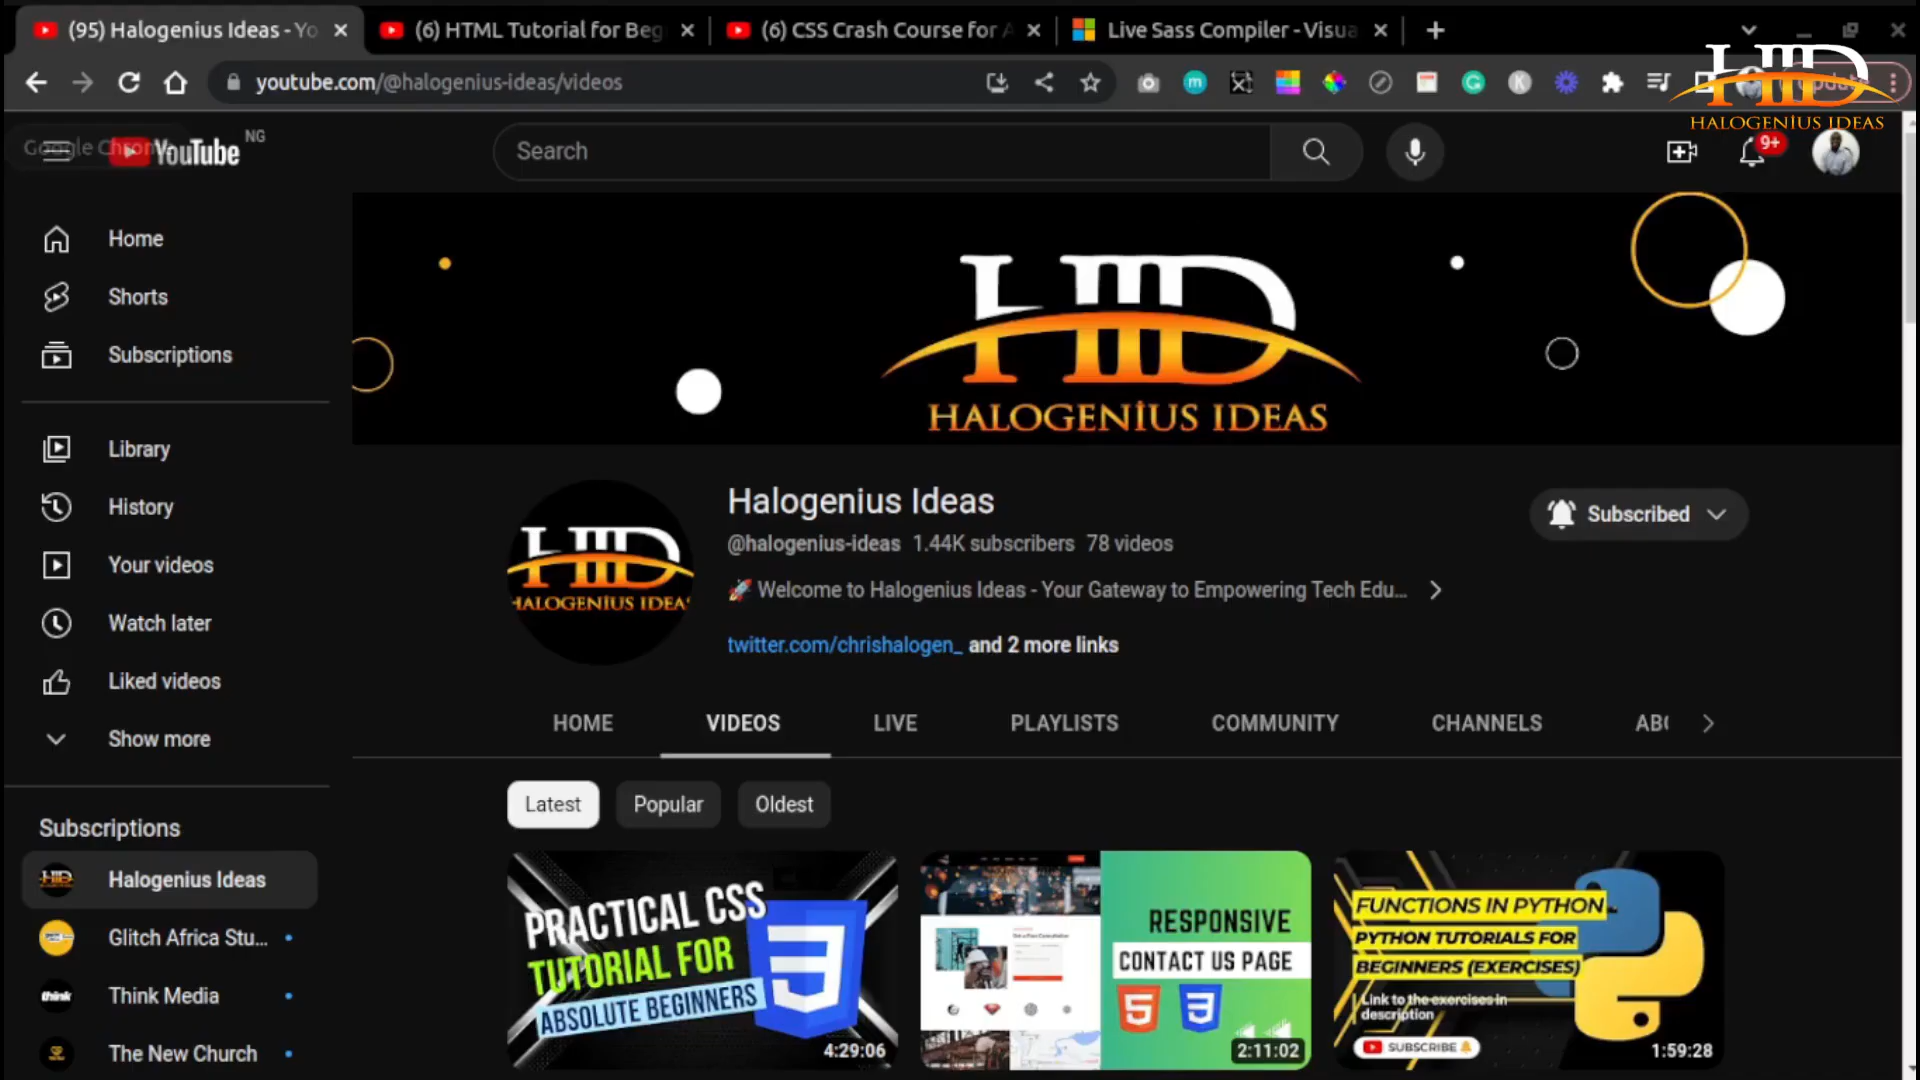 (95) Halogenius Ideas - Yo
(6) HTML Tutorial for Beg
(6) CSS Crash Course for A
Live Sass Compiler - Visua
youtube.com/@halogenius-ideas/videos
HID
HALOGENIUS IDEAS
YouTube
NG
Search
9+
Home
Shorts
Subscriptions
Library
History
Your videos
Watch later
Liked videos
Show more
Subscriptions
Halogenius Ideas
Glitch Africa Stu...
Think Media
The New Church
HID
HALOGENIUS IDEAS
HID
HALOGENIUS IDEAS
Halogenius Ideas
@halogenius-ideas 1.44K subscribers 78 videos
🚀 Welcome to Halogenius Ideas - Your Gateway to Empowering Tech Edu...
twitter.com/chrishalogen_ and 2 more links
Subscribed
HOME
VIDEOS
LIVE
PLAYLISTS
COMMUNITY
CHANNELS
ABO
Latest
Popular
Oldest
PRACTICAL CSS
TUTORIAL FOR
ABSOLUTE BEGINNERS
4:29:06
RESPONSIVE
CONTACT US PAGE
2:11:02
FUNCTIONS IN PYTHON
PYTHON TUTORIALS FOR
BEGINNERS (EXERCISES)
Link to the exercises in
description
SUBSCRIBE
1:59:28